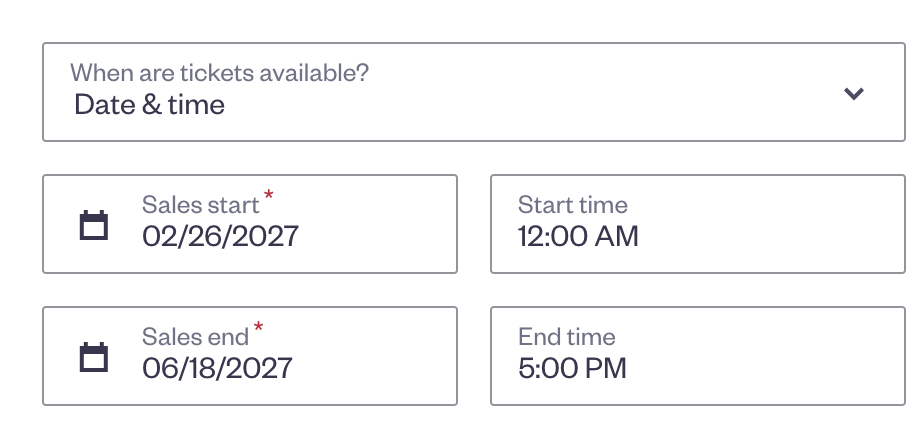 When are tickets available?
Date & time
Sales start *
02/26/2027
Start time
12:00 AM
Sales end *
06/18/2027
End time
5:00 PM